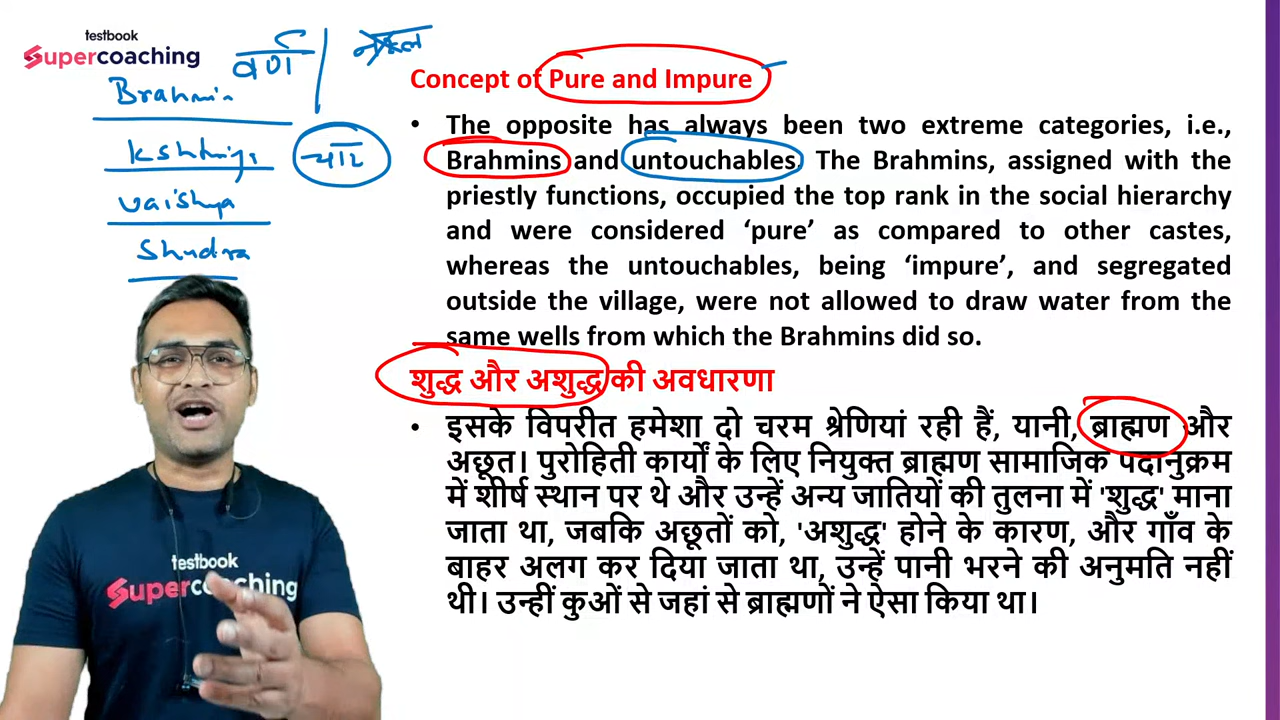 testbook
Supercoaching
वर्ण
Brahmin
Kshtriya
Vaishya
Shudra
Concept of Pure and Impure
• The opposite has always been two extreme categories, i.e.,
Brahmins and untouchables. The Brahmins, assigned with the
priestly functions, occupied the top rank in the social hierarchy
and were considered ‘pure’ as compared to other castes,
whereas the untouchables, being ‘impure’, and segregated
outside the village, were not allowed to draw water from the
same wells from which the Brahmins did so.
शुद्ध और अशुद्ध की अवधारणा
• इसके विपरीत हमेशा दो चरम श्रेणियां रही हैं, यानी, ब्राह्मण और
अछूत। पुरोहिती कार्यों के लिए नियुक्त ब्राह्मण सामाजिक पदानुक्रम
में शीर्ष स्थान पर थे और उन्हें अन्य जातियों की तुलना में 'शुद्ध' माना
जाता था, जबकि अछूतों को, 'अशुद्ध' होने के कारण, और गाँव के
बाहर अलग कर दिया जाता था, उन्हें पानी भरने की अनुमति नहीं
थी। उन्हीं कुओं से जहां से ब्राह्मणों ने ऐसा किया था।
testbook
Supercoaching